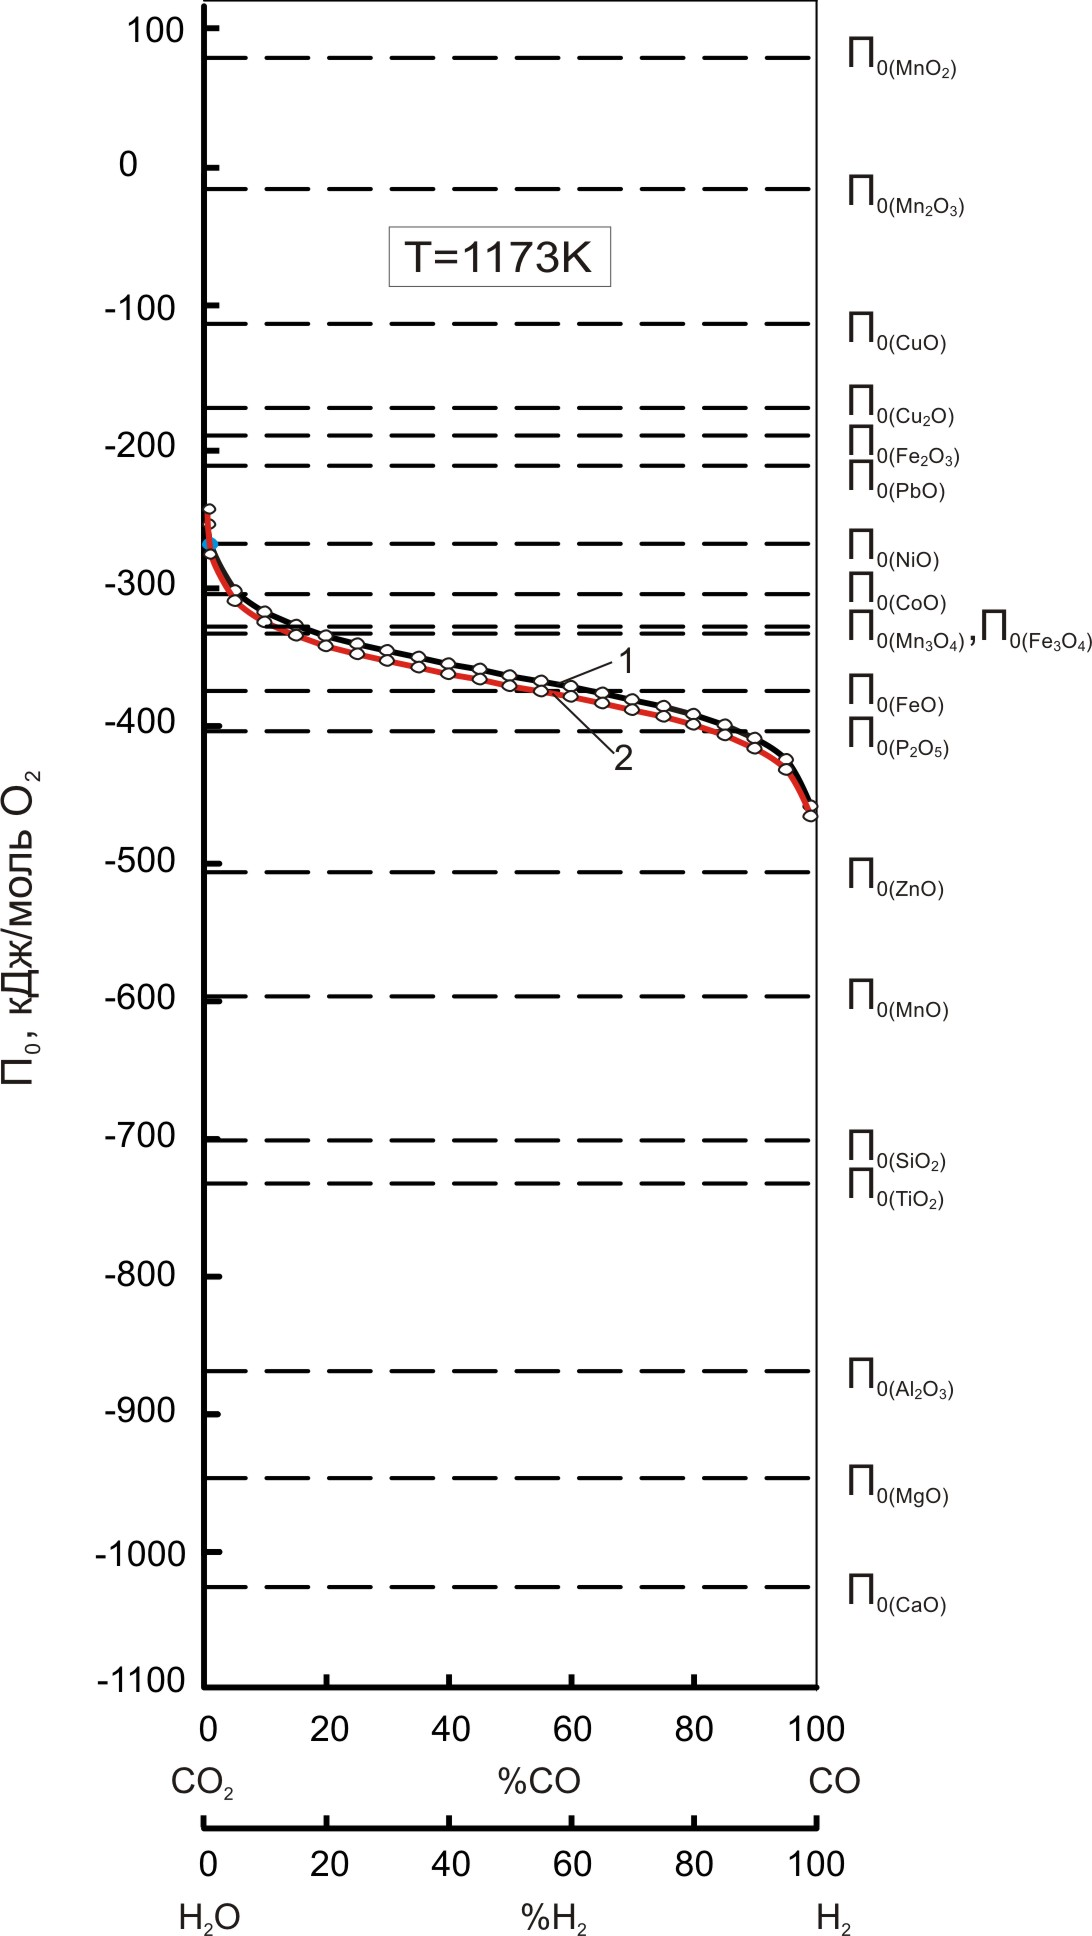 100
П0(MnO2)
0
П0(Mn2O3)
T=1173K
-100
П0(CuO)
П0(Cu2O)
-200
П0(Fe2O3)
П0(PbO)
П0(NiO)
-300
П0(CoO)
П0(Mn3O4), П0(Fe3O4)
1
П0(FeO)
-400
П0(P2O5)
2
П0, кДж/моль O2
-500
П0(ZnO)
-600
П0(MnO)
-700
П0(SiO2)
П0(TiO2)
-800
П0(Al2O3)
-900
П0(MgO)
-1000
П0(CaO)
-1100
0 20 40 60 80 100
CO2 %CO CO
0 20 40 60 80 100
H2O %H2 H2